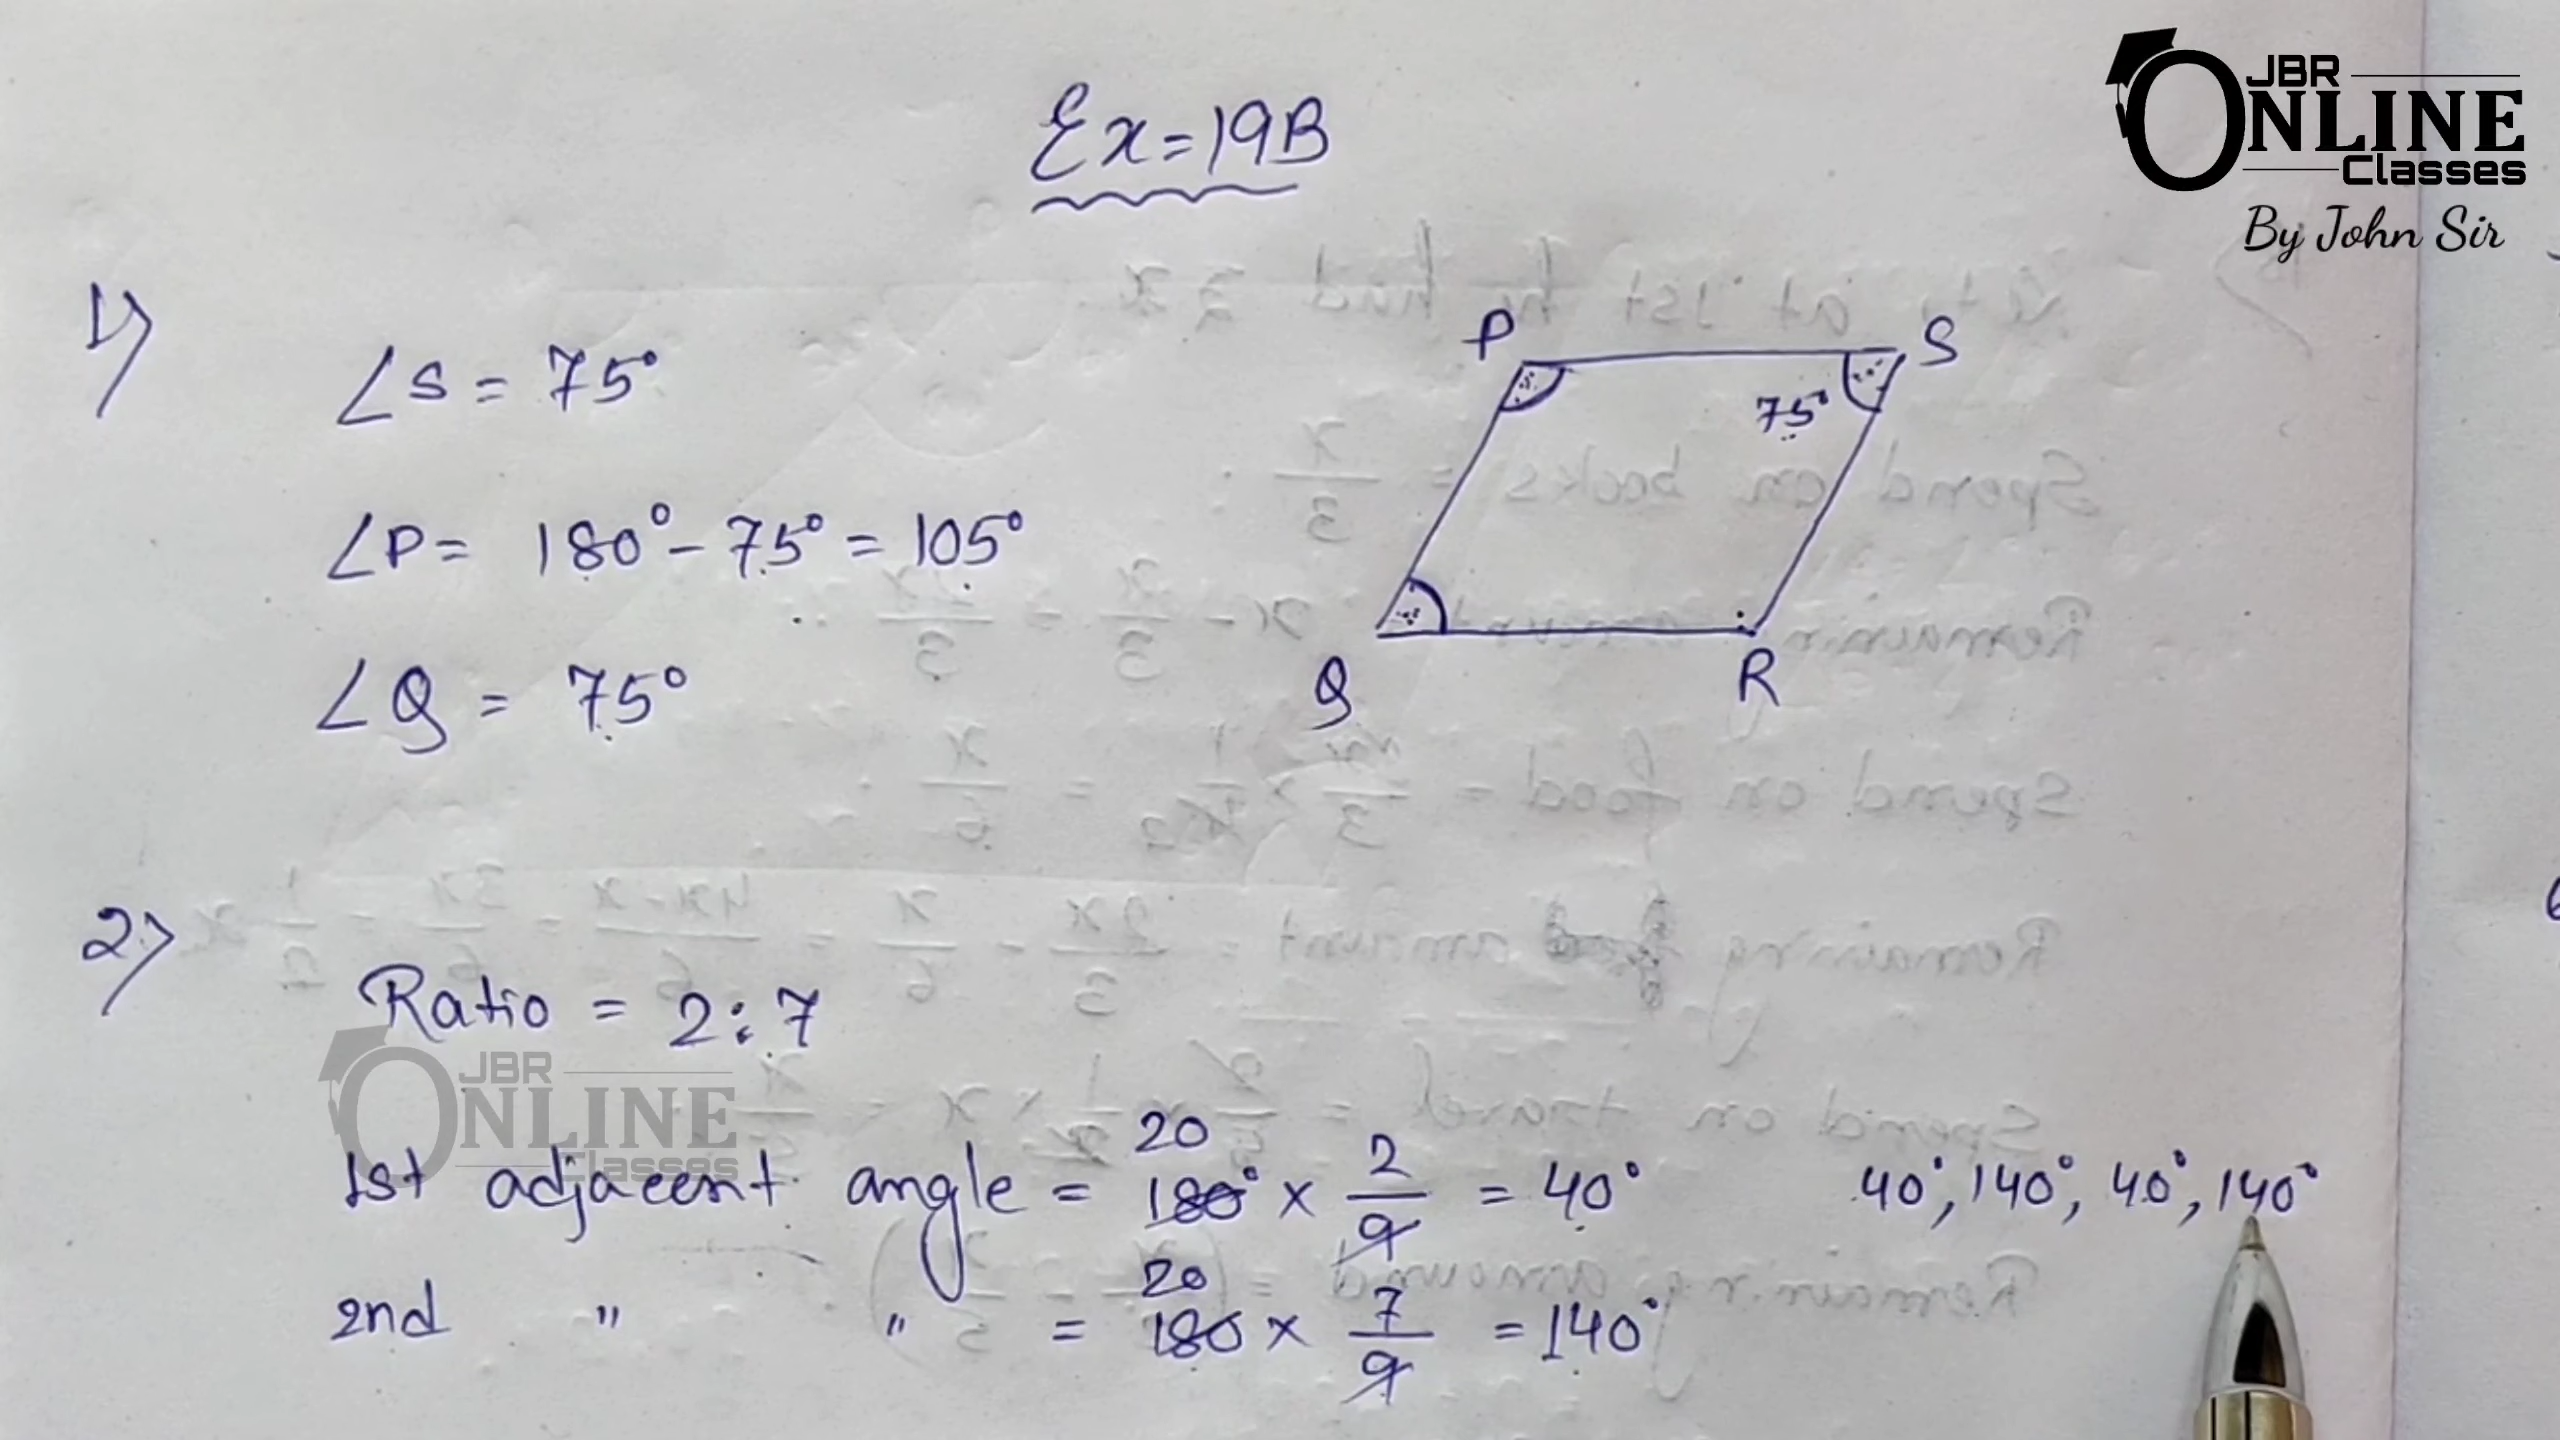 JBR
ONLINE
Classes
By John Sir
Ex = 19B
1)
∠S = 75°
∠P = 180° - 75° = 105°
∠Q = 75°
P
S
75°
Q
R
2)
Ratio = 2:7
JBR
ONLINE
Classes
20
1st adjacent angle = 180° × 2/9 = 40°
40°, 140°, 40°, 140°
20
2nd " " = 180 × 7/9 = 140°